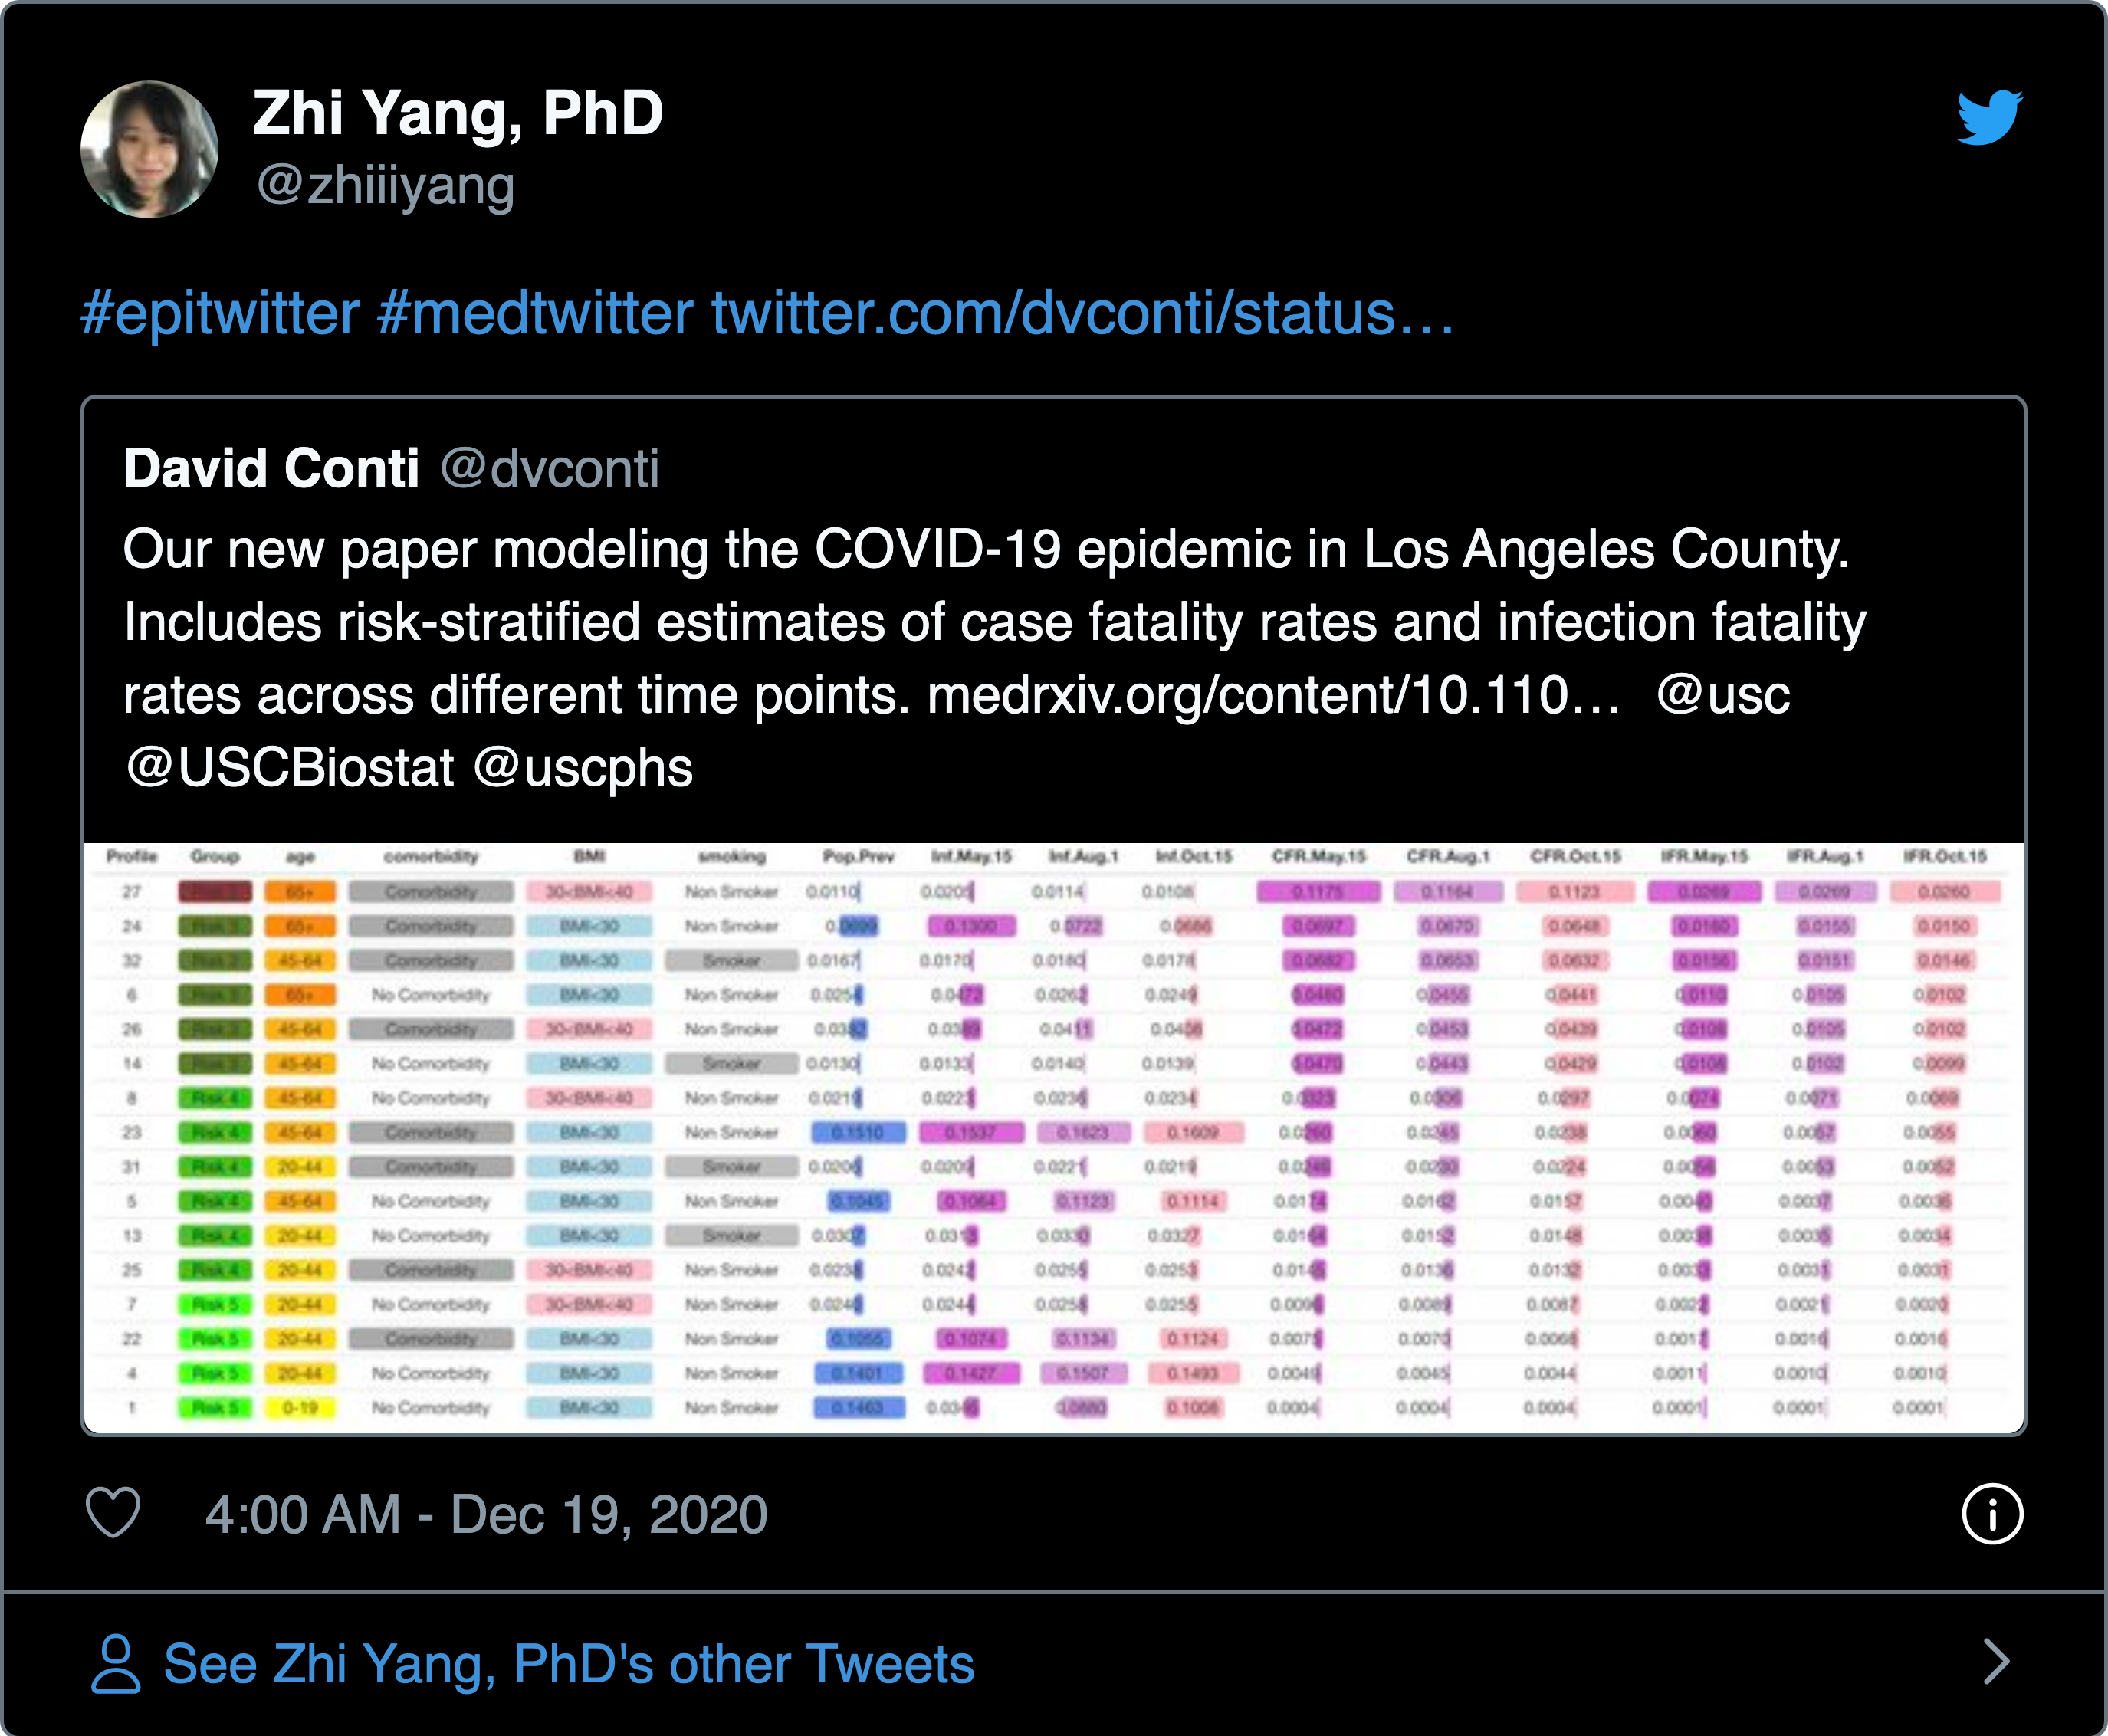 Zhi Yang, PhD
@zhiiiyang
#epitwitter #medtwitter twitter.com/dvconti/status…
David Conti @dvconti
Our new paper modeling the COVID-19 epidemic in Los Angeles County.
Includes risk-stratified estimates of case fatality rates and infection fatality
rates across different time points. medrxiv.org/content/10.110… @usc
@USCBiostat @uscphs
Profile Group age comorbidity BMI smoking Pop.Prev Inf.May.15 Inf.Aug.1 Inf.Oct.15 CFR.May.15 CFR.Aug.1 CFR.Oct.15 IFR.May.15 IFR.Aug.1 IFR.Oct.15
27 65+ Comorbidity 30<BMI<40 Non Smoker 0.0110 0.0205 0.0114 0.0108 0.1175 0.1164 0.1123 0.0269 0.0269 0.0260
24 65+ Comorbidity BMI<30 Non Smoker 0.0699 0.1300 0.0722 0.0686 0.0697 0.0670 0.0648 0.0160 0.0155 0.0150
32 45-64 Comorbidity BMI<30 Smoker 0.0167 0.0170 0.0180 0.0178 0.0682 0.0653 0.0632 0.0156 0.0151 0.0146
6 65+ No Comorbidity BMI<30 Non Smoker 0.0254 0.0472 0.0262 0.0249 0.0480 0.0455 0.0441 0.0110 0.0105 0.0102
26 45-64 Comorbidity 30<BMI<40 Non Smoker 0.0382 0.0389 0.0411 0.0408 0.0472 0.0453 0.0439 0.0108 0.0105 0.0102
14 45-64 No Comorbidity BMI<30 Smoker 0.0130 0.0133 0.0140 0.0139 0.0470 0.0443 0.0429 0.0108 0.0102 0.0099
8 Risk 4 45-64 No Comorbidity 30<BMI<40 Non Smoker 0.0219 0.0223 0.0236 0.0234 0.0323 0.0306 0.0297 0.0074 0.0071 0.0069
23 Risk 4 45-64 Comorbidity BMI<30 Non Smoker 0.1510 0.1537 0.1623 0.1609 0.0260 0.0245 0.0238 0.0060 0.0057 0.0055
31 Risk 4 20-44 Comorbidity BMI<30 Smoker 0.0206 0.0209 0.0221 0.0219 0.0246 0.0230 0.0224 0.0056 0.0053 0.0052
5 Risk 4 45-64 No Comorbidity BMI<30 Non Smoker 0.1045 0.1064 0.1123 0.1114 0.0174 0.0162 0.0157 0.0040 0.0037 0.0036
13 Risk 4 20-44 No Comorbidity BMI<30 Smoker 0.0307 0.0313 0.0330 0.0327 0.0164 0.0152 0.0148 0.0038 0.0035 0.0034
25 Risk 4 20-44 Comorbidity 30<BMI<40 Non Smoker 0.0238 0.0242 0.0255 0.0253 0.0145 0.0136 0.0132 0.0033 0.0031 0.0031
7 Risk 5 20-44 No Comorbidity 30<BMI<40 Non Smoker 0.0240 0.0244 0.0258 0.0255 0.0096 0.0089 0.0087 0.0022 0.0021 0.0020
22 Risk 5 20-44 Comorbidity BMI<30 Non Smoker 0.1055 0.1074 0.1134 0.1124 0.0075 0.0070 0.0068 0.0017 0.0016 0.0016
4 Risk 5 20-44 No Comorbidity BMI<30 Non Smoker 0.1401 0.1427 0.1507 0.1493 0.0049 0.0045 0.0044 0.0011 0.0010 0.0010
1 Risk 5 0-19 No Comorbidity BMI<30 Non Smoker 0.1463 0.0346 0.0880 0.1008 0.0004 0.0004 0.0004 0.0001 0.0001 0.0001
4:00 AM - Dec 19, 2020
See Zhi Yang, PhD's other Tweets